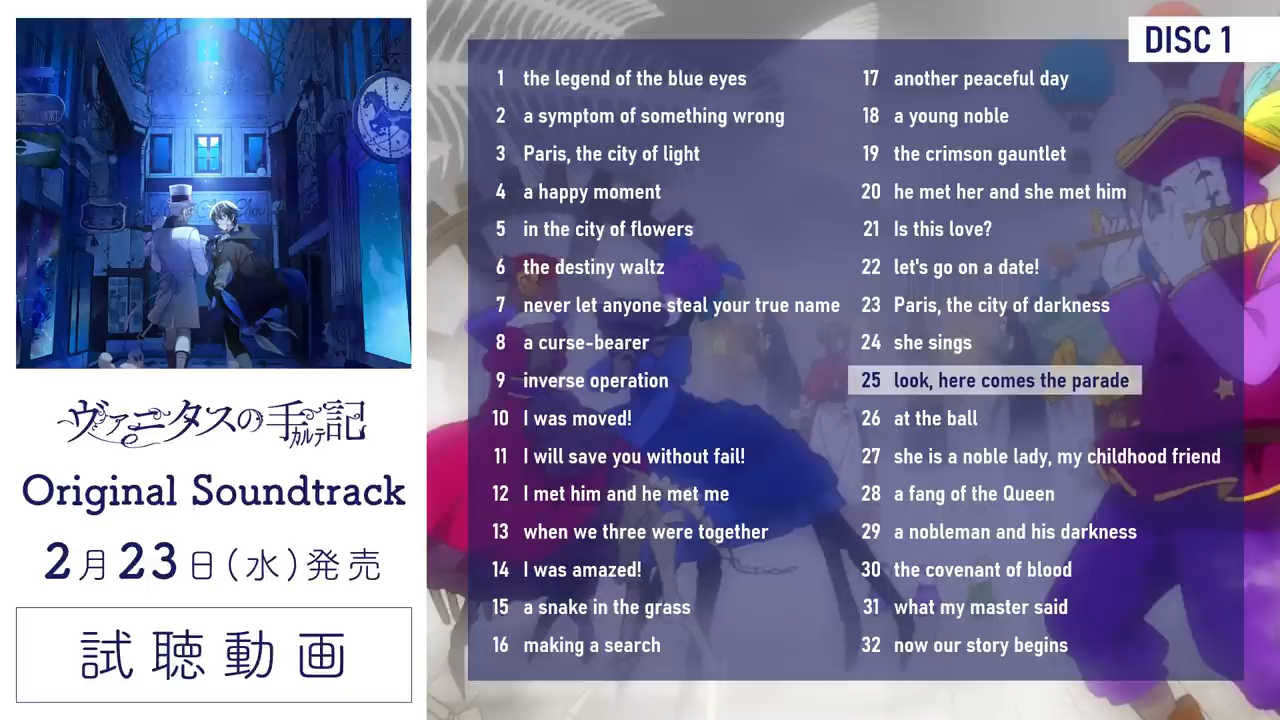 ヴァニタスの手記
カルテ
Original Soundtrack
2月23日(水)発売
試聴動画
DISC 1
1 the legend of the blue eyes
2 a symptom of something wrong
3 Paris, the city of light
4 a happy moment
5 in the city of flowers
6 the destiny waltz
7 never let anyone steal your true name
8 a curse-bearer
9 inverse operation
10 I was moved!
11 I will save you without fail!
12 I met him and he met me
13 when we three were together
14 I was amazed!
15 a snake in the grass
16 making a search
17 another peaceful day
18 a young noble
19 the crimson gauntlet
20 he met her and she met him
21 Is this love?
22 let's go on a date!
23 Paris, the city of darkness
24 she sings
25 look, here comes the parade
26 at the ball
27 she is a noble lady, my childhood friend
28 a fang of the Queen
29 a nobleman and his darkness
30 the covenant of blood
31 what my master said
32 now our story begins